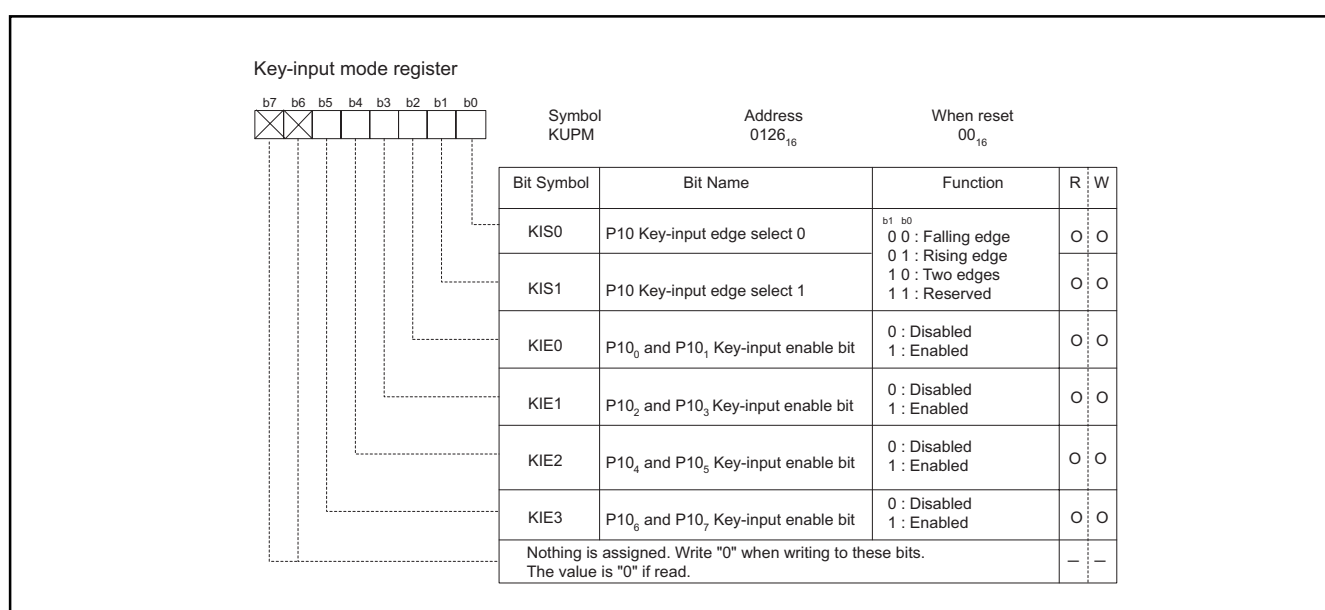 Key-input mode register
b7 b6 b5 b4 b3 b2 b1 b0
Symbol Address When reset
KUPM 0126₁₆ 00₁₆
Bit Symbol Bit Name Function R W
KIS0 P10 Key-input edge select 0 O O
b1 b0
0 0 : Falling edge
0 1 : Rising edge
1 0 : Two edges
1 1 : Reserved
KIS1 P10 Key-input edge select 1 O O
KIE0 P10₀ and P10₁ Key-input enable bit 0 : Disabled O O
1 : Enabled
KIE1 P10₂ and P10₃ Key-input enable bit 0 : Disabled O O
1 : Enabled
KIE2 P10₄ and P10₅ Key-input enable bit 0 : Disabled O O
1 : Enabled
KIE3 P10₆ and P10₇ Key-input enable bit 0 : Disabled O O
1 : Enabled
Nothing is assigned. Write "0" when writing to these bits. – –
The value is "0" if read.